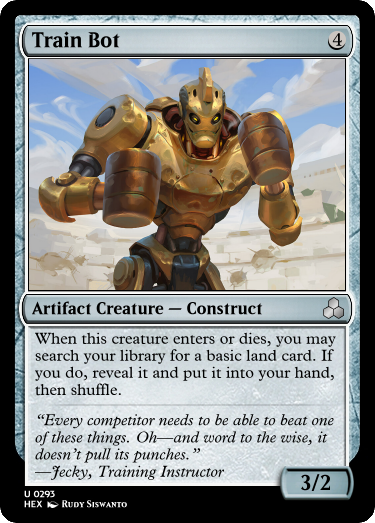 Train Bot 4
Artifact Creature — Construct
When this creature enters or dies, you may
search your library for a basic land card. If
you do, reveal it and put it into your hand,
then shuffle.
“Every competitor needs to be able to beat one
of these things. Oh—and word to the wise, it
doesn’t pull its punches.”
—Jecky, Training Instructor
3/2
U 0293
HEX Rudy Siswanto